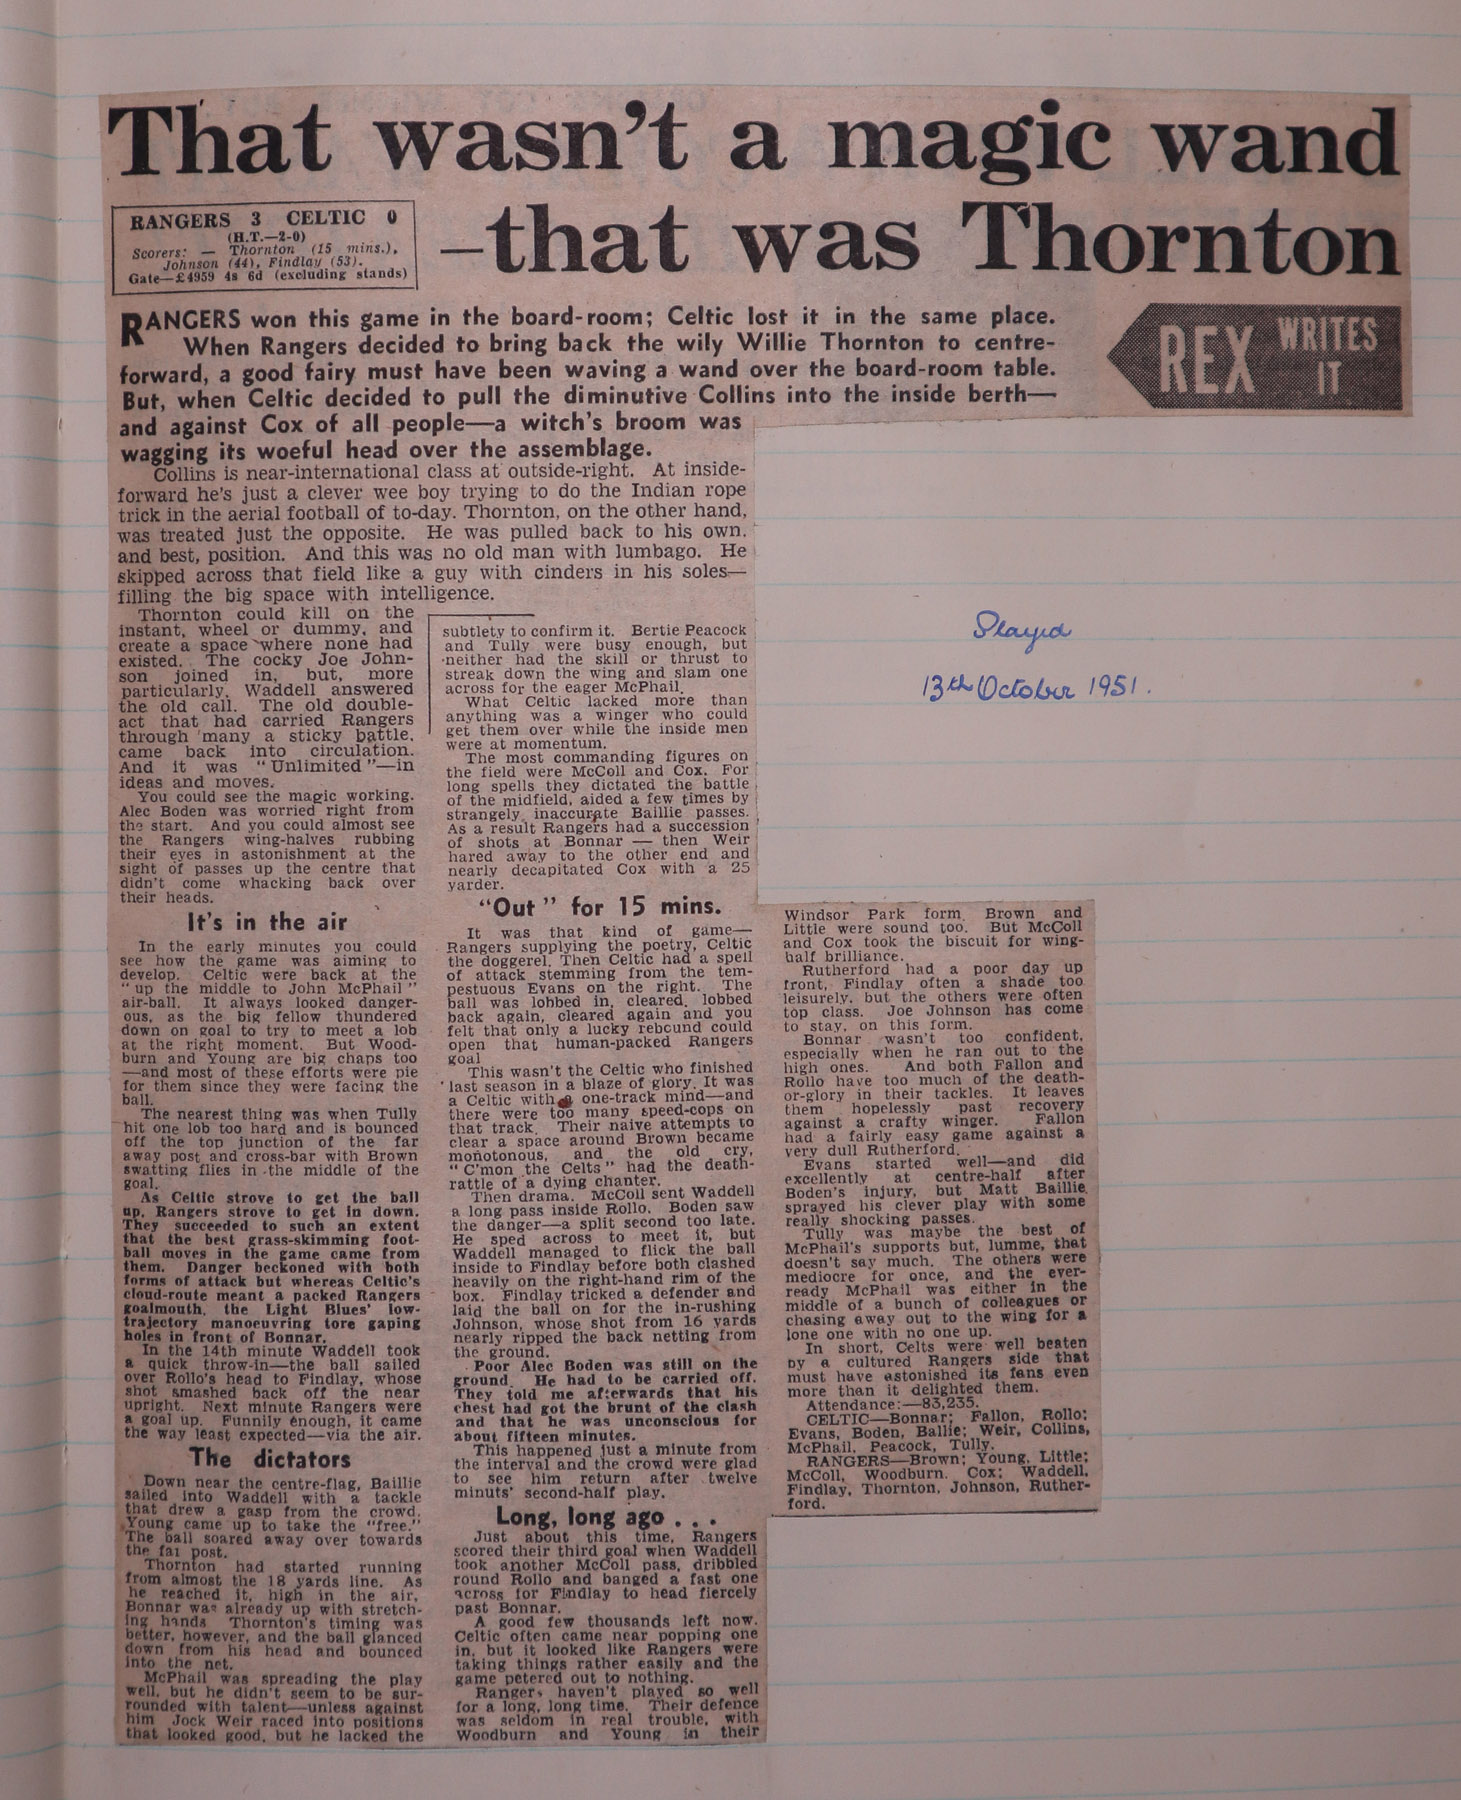 That wasn't a magic wand
—that was Thornton
RANGERS 3 CELTIC 0
(H.T.—2-0)
Scorers: — Thornton (15 mins.),
Johnson (44), Findlay (53).
Gate—£4959 4s 6d (excluding stands)
REX WRITES
IT
RANGERS won this game in the board-room; Celtic lost it in the same place.
When Rangers decided to bring back the wily Willie Thornton to centre-
forward, a good fairy must have been waving a wand over the board-room table.
But, when Celtic decided to pull the diminutive Collins into the inside berth—
and against Cox of all people—a witch's broom was
wagging its woeful head over the assemblage.
Collins is near-international class at outside-right. At inside-
forward he's just a clever wee boy trying to do the Indian rope
trick in the aerial football of to-day. Thornton, on the other hand,
was treated just the opposite. He was pulled back to his own,
and best, position. And this was no old man with lumbago. He
skipped across that field like a guy with cinders in his soles—
filling the big space with intelligence.
Thornton could kill on the
instant, wheel or dummy, and
create a space where none had
existed. The cocky Joe John-
son joined in, but, more
particularly, Waddell answered
the old call. The old double-
act that had carried Rangers
through many a sticky battle,
came back into circulation.
And it was "Unlimited"—in
ideas and moves.
You could see the magic working.
Alec Boden was worried right from
the start. And you could almost see
the Rangers wing-halves rubbing
their eyes in astonishment at the
sight of passes up the centre that
didn't come whacking back over
their heads.
It's in the air
In the early minutes you could
see how the game was aiming to
develop. Celtic were back at the
"up the middle to John McPhail"
air-ball. It always looked danger-
ous, as the big fellow thundered
down on goal to try to meet a lob
at the right moment. But Wood-
burn and Young are big chaps too
—and most of these efforts were pie
for them since they were facing the
ball.
The nearest thing was when Tully
hit one lob too hard and is bounced
off the top junction of the far
away post and cross-bar with Brown
swatting flies in the middle of the
goal.
As Celtic strove to get the ball
up, Rangers strove to get in down.
They succeeded to such an extent
that the best grass-skimming foot-
ball moves in the game came from
them. Danger beckoned with both
forms of attack but whereas Celtic's
cloud-route meant a packed Rangers
goalmouth, the Light Blues' low-
trajectory manoeuvring tore gaping
holes in front of Bonnar.
In the 14th minute Waddell took
a quick throw-in—the ball sailed
over Rollo's head to Findlay, whose
shot smashed back off the near
upright. Next minute Rangers were
a goal up. Funnily enough, it came
the way least expected—via the air.
The dictators
Down near the centre-flag, Baillie
sailed into Waddell with a tackle
that drew a gasp from the crowd.
Young came up to take the "free."
The ball soared away over towards
the far post.
Thornton had started running
from almost the 18 yards line. As
he reached it, high in the air,
Bonnar was already up with stretch-
ing hands Thornton's timing was
better, however, and the ball glanced
down from his head and bounced
into the net.
McPhail was spreading the play
well, but he didn't seem to be sur-
rounded with talent—unless against
him Jock Weir raced into positions
that looked good, but he lacked the
subtlety to confirm it. Bertie Peacock
and Tully were busy enough, but
neither had the skill or thrust to
streak down the wing and slam one
across for the eager McPhail.
What Celtic lacked more than
anything was a winger who could
get them over while the inside men
were at momentum.
The most commanding figures on
the field were McColl and Cox. For
long spells they dictated the battle
of the midfield, aided a few times by
strangely inaccurate Baillie passes.
As a result Rangers had a succession
of shots at Bonnar — then Weir
hared away to the other end and
nearly decapitated Cox with a 25
yarder.
"Out" for 15 mins.
It was that kind of game—
Rangers supplying the poetry, Celtic
the doggerel. Then Celtic had a spell
of attack stemming from the tem-
pestuous Evans on the right. The
ball was lobbed in, cleared, lobbed
back again, cleared again and you
felt that only a lucky rebound could
open that human-packed Rangers
goal
This wasn't the Celtic who finished
last season in a blaze of glory. It was
a Celtic with a one-track mind—and
there were too many speed-cops on
that track. Their naive attempts to
clear a space around Brown became
monotonous, and the old cry,
"C'mon the Celts" had the death-
rattle of a dying chanter.
Then drama. McColl sent Waddell
a long pass inside Rollo. Boden saw
the danger—a split second too late.
He sped across to meet it, but
Waddell managed to flick the ball
inside to Findlay before both clashed
heavily on the right-hand rim of the
box. Findlay tricked a defender and
laid the ball on for the in-rushing
Johnson, whose shot from 16 yards
nearly ripped the back netting from
the ground.
Poor Alec Boden was still on the
ground. He had to be carried off.
They told me afterwards that his
chest had got the brunt of the clash
and that he was unconscious for
about fifteen minutes.
This happened just a minute from
the interval and the crowd were glad
to see him return after twelve
minuts' second-half play.
Long, long ago . . .
Just about this time, Rangers
scored their third goal when Waddell
took another McColl pass, dribbled
round Rollo and banged a fast one
across for Findlay to head fiercely
past Bonnar.
A good few thousands left now.
Celtic often came near popping one
in, but it looked like Rangers were
taking things rather easily and the
game petered out to nothing.
Rangers haven't played so well
for a long, long time. Their defence
was seldom in real trouble, with
Woodburn and Young in their
Windsor Park form. Brown and
Little were sound too. But McColl
and Cox took the biscuit for wing-
half brilliance.
Rutherford had a poor day up
front, Findlay often a shade too
leisurely, but the others were often
top class. Joe Johnson has come
to stay, on this form.
Bonnar wasn't too confident,
especially when he ran out to the
high ones. And both Fallon and
Rollo have too much of the death-
or-glory in their tackles. It leaves
them hopelessly past recovery
against a crafty winger. Fallon
had a fairly easy game against a
very dull Rutherford.
Evans started well—and did
excellently at centre-half after
Boden's injury, but Matt Baillie
sprayed his clever play with some
really shocking passes.
Tully was maybe the best of
McPhail's supports but, lumme, that
doesn't say much. The others were
mediocre for once, and the ever-
ready McPhail was either in the
middle of a bunch of colleagues or
chasing away out to the wing for a
lone one with no one up.
In short, Celts were well beaten
by a cultured Rangers side that
must have astonished its fans even
more than it delighted them.
Attendance:—83,235.
CELTIC—Bonnar; Fallon, Rollo;
Evans, Boden, Ballie; Weir, Collins,
McPhail, Peacock, Tully.
RANGERS—Brown; Young, Little;
McColl, Woodburn, Cox; Waddell,
Findlay, Thornton, Johnson, Ruther-
ford.
Played
13th October 1951.